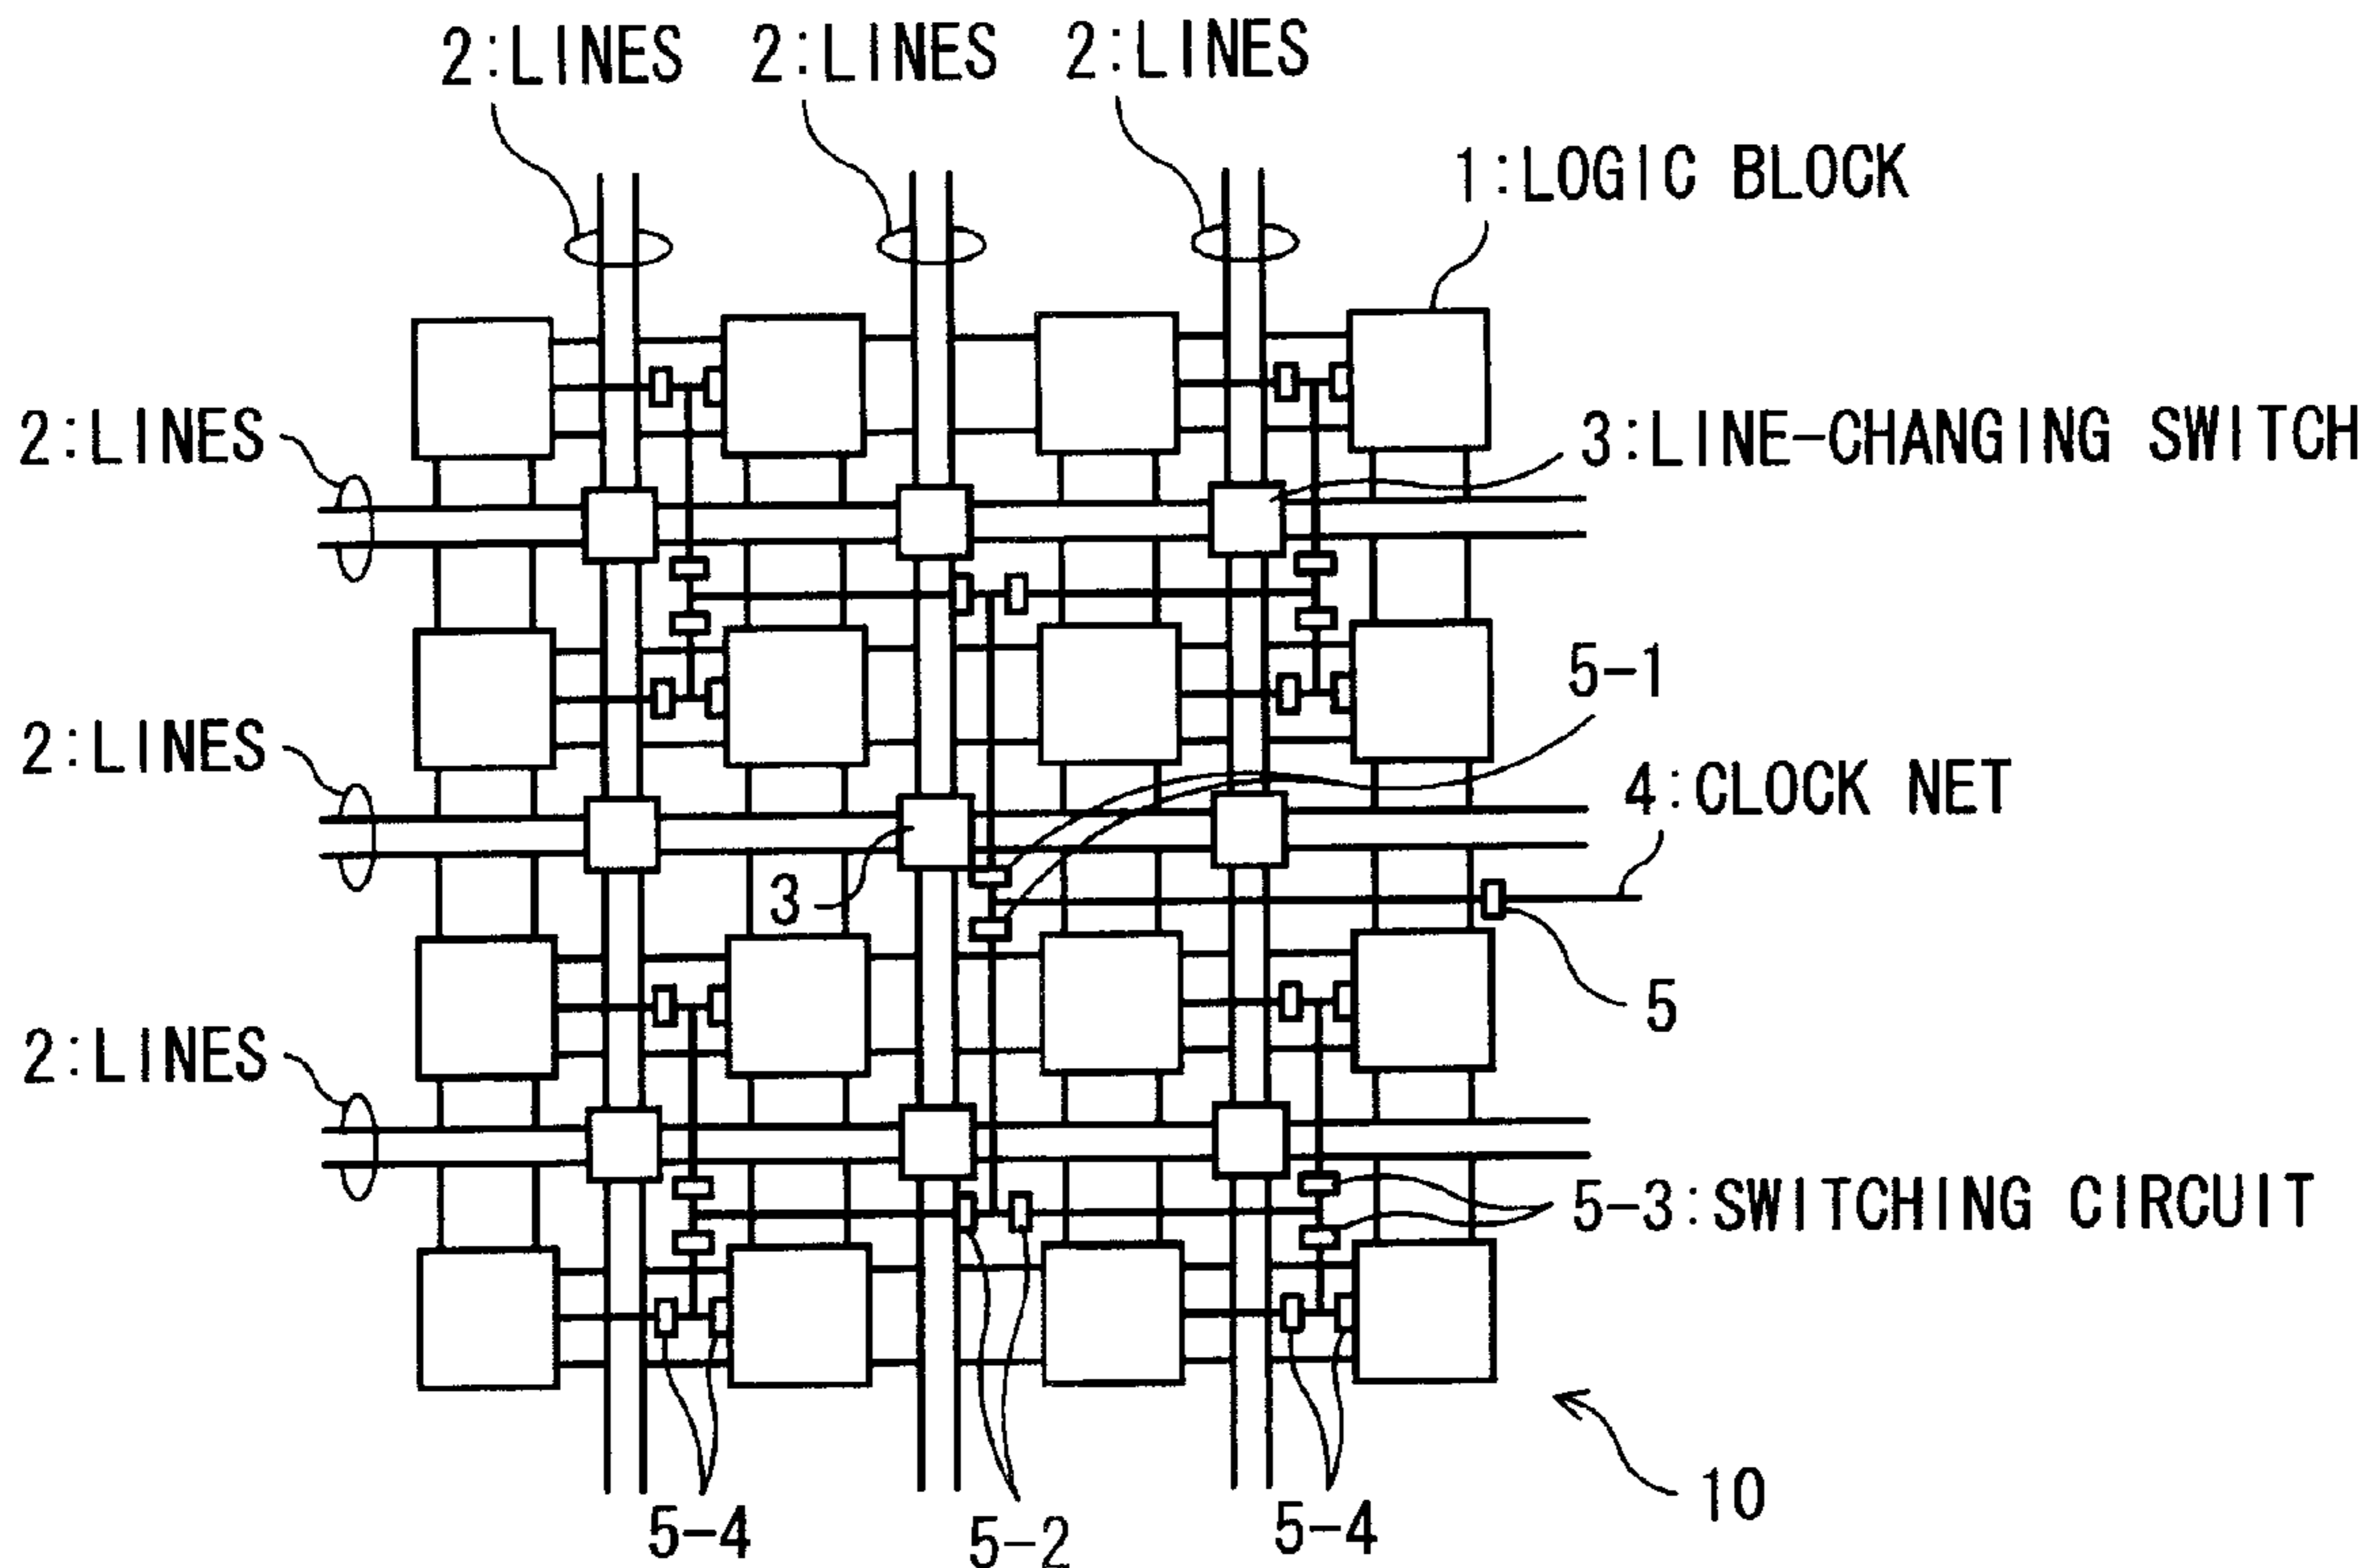 2:LINES 2:LINES 2:LINES
1:LOGIC BLOCK
2:LINES
3:LINE-CHANGING SWITCH
5-1
2:LINES
4:CLOCK NET
3
5
2:LINES
5-3:SWITCHING CIRCUIT
10
5-4 5-2 5-4